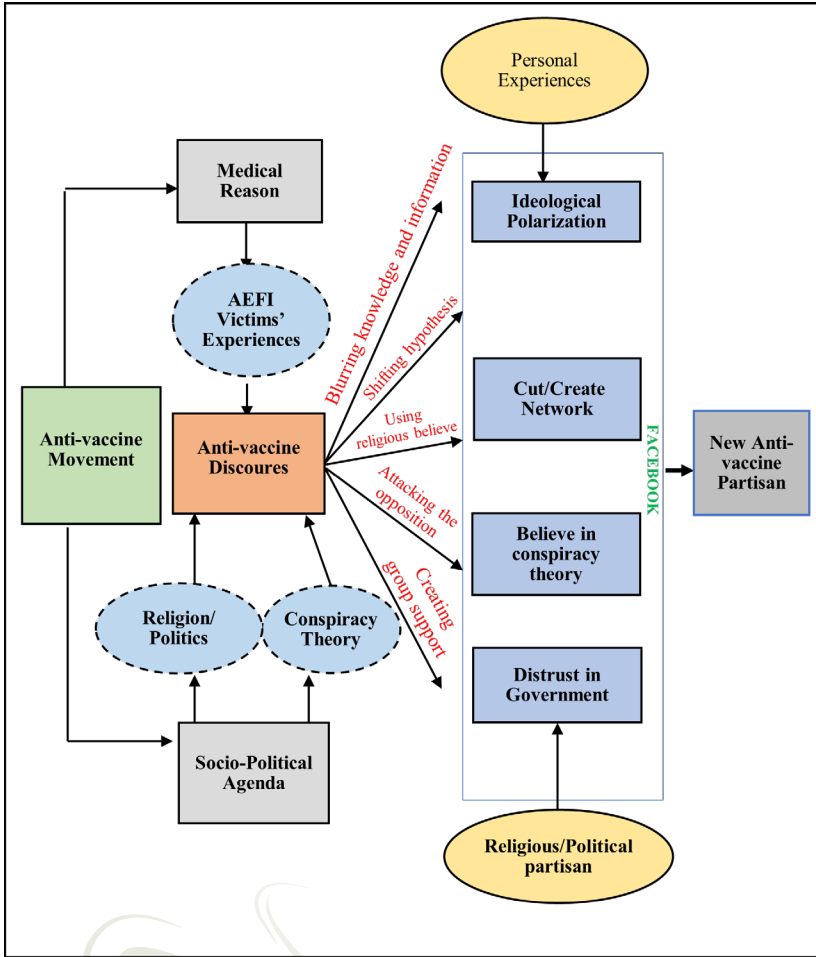 Personal
Experiences
Medical
Reason
AEFI
Victims'
Experiences
Anti-vaccine
Movement
Anti-vaccine
Discoures
Religion/
Politics
Conspiracy
Theory
Socio-Political
Agenda
Blurring knowledge and information
Shifting hypothesis
Using
religious believe
Attacking the
opposition
Creating
group support
Ideological
Polarization
Cut/Create
Network
Believe in
conspiracy
theory
Distrust in
Government
FACEBOOK
New Anti-
vaccine
Partisan
Religious/Political
partisan